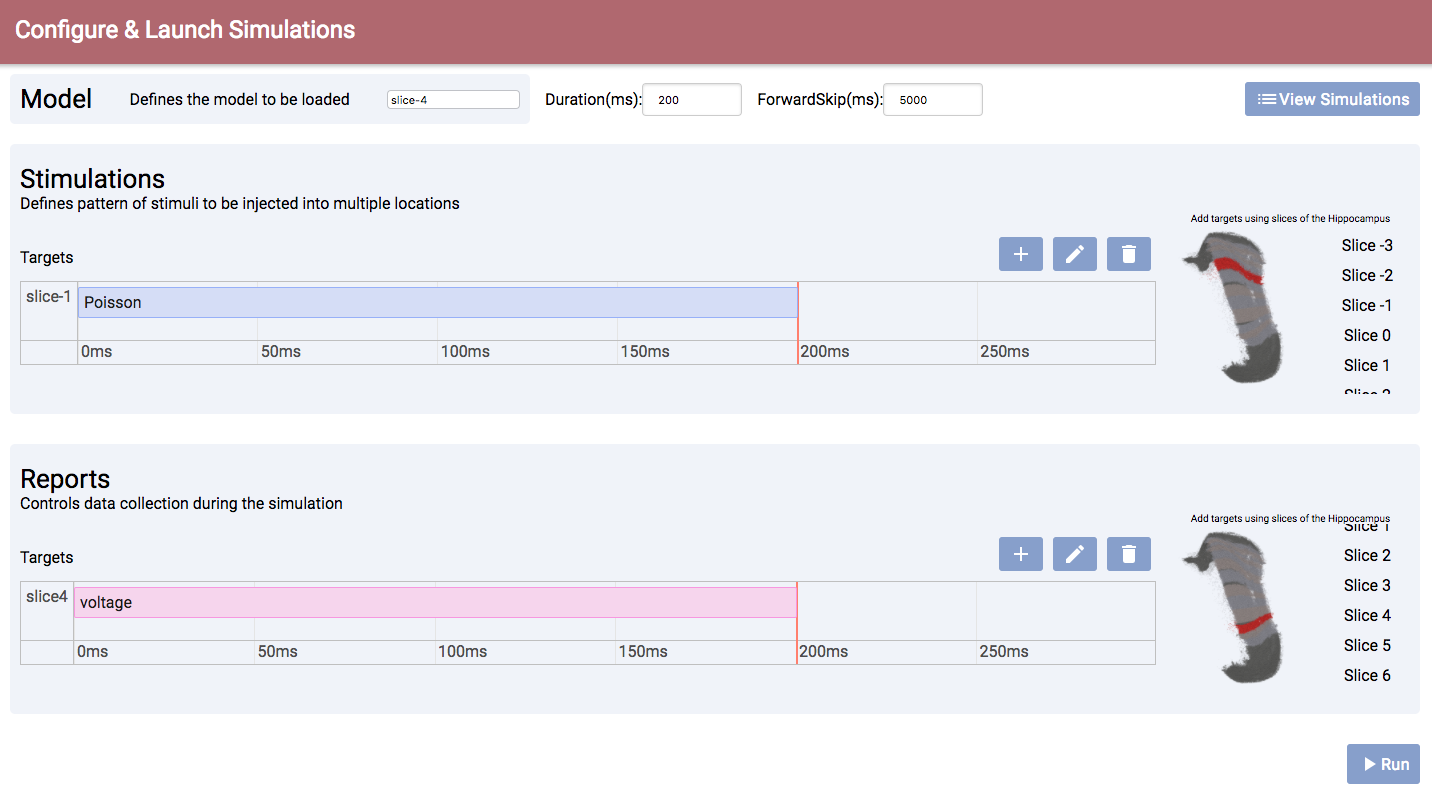 Configure & Launch Simulations
Model Defines the model to be loaded slice-4 Duration(ms): 200 ForwardSkip(ms): 5000 View Simulations
Stimulations
Defines pattern of stimuli to be injected into multiple locations
Add targets using slices of the Hippocampus
Targets
slice-1 Poisson
0ms 50ms 100ms 150ms 200ms 250ms
Slice -3
Slice -2
Slice -1
Slice 0
Slice 1
Reports
Controls data collection during the simulation
Add targets using slices of the Hippocampus
Targets
slice4 voltage
0ms 50ms 100ms 150ms 200ms 250ms
Slice 1
Slice 2
Slice 3
Slice 4
Slice 5
Slice 6
Run